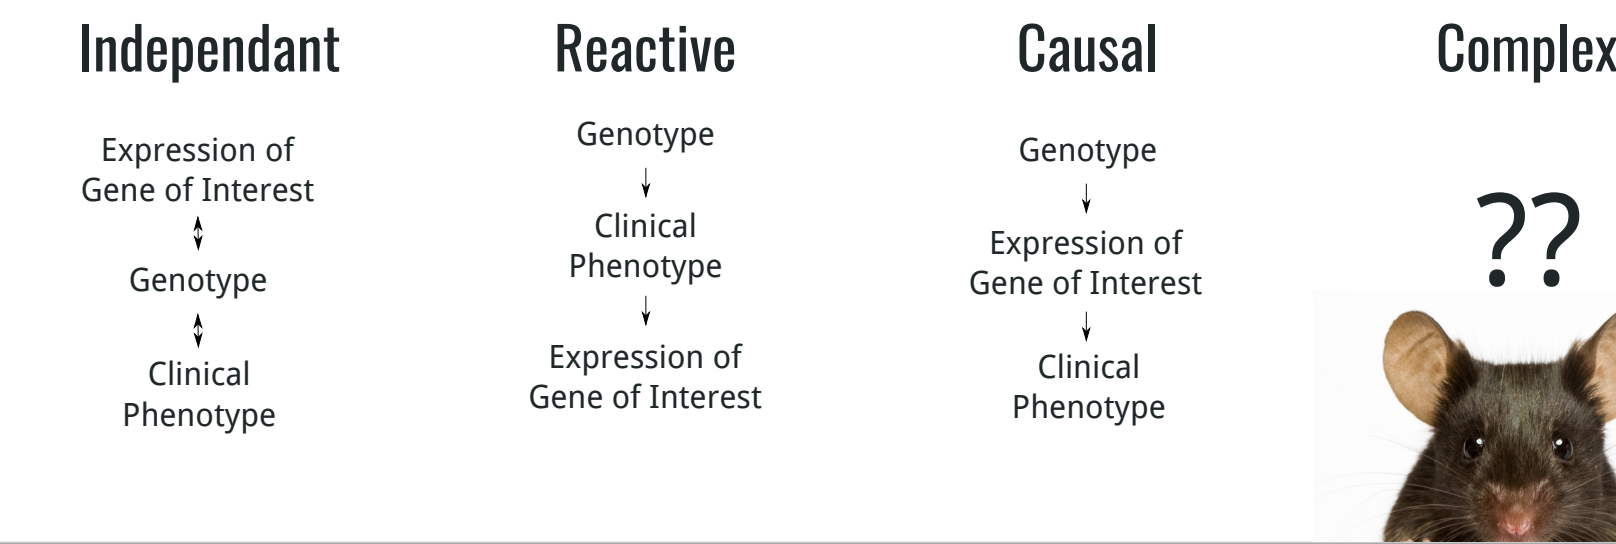 Independant
Expression of
Gene of Interest
Genotype
Clinical
Phenotype
Reactive
Genotype
Clinical
Phenotype
Expression of
Gene of Interest
Causal
Genotype
Expression of
Gene of Interest
Clinical
Phenotype
Complex
??